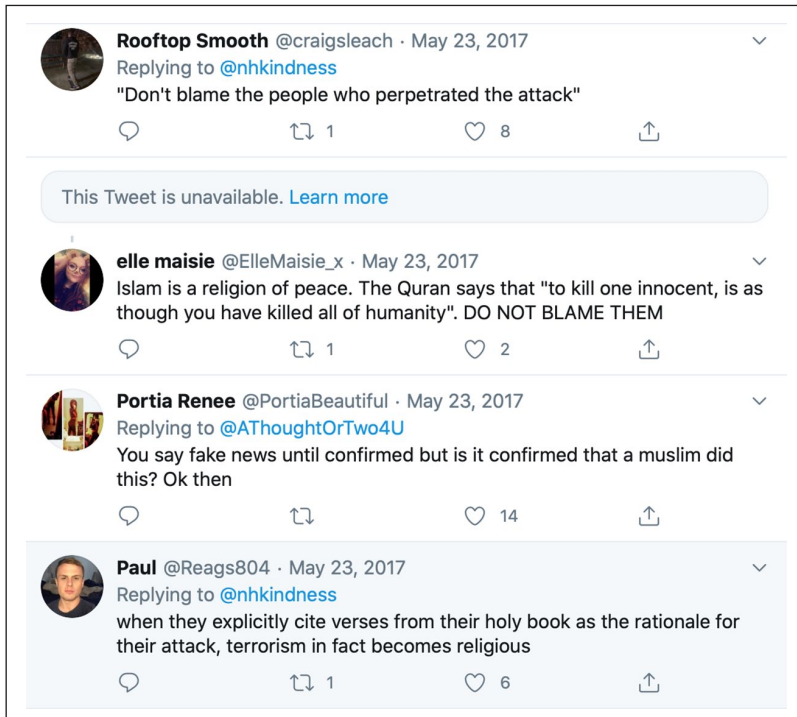 Rooftop Smooth @craigsleach · May 23, 2017
Replying to @nhkindness
"Don't blame the people who perpetrated the attack"
1 8
This Tweet is unavailable. Learn more
elle maisie @ElleMaisie_x · May 23, 2017
Islam is a religion of peace. The Quran says that "to kill one innocent, is as
though you have killed all of humanity". DO NOT BLAME THEM
1 2
Portia Renee @PortiaBeautiful · May 23, 2017
Replying to @AThoughtOrTwo4U
You say fake news until confirmed but is it confirmed that a muslim did
this? Ok then
14
Paul @Reags804 · May 23, 2017
Replying to @nhkindness
when they explicitly cite verses from their holy book as the rationale for
their attack, terrorism in fact becomes religious
1 6